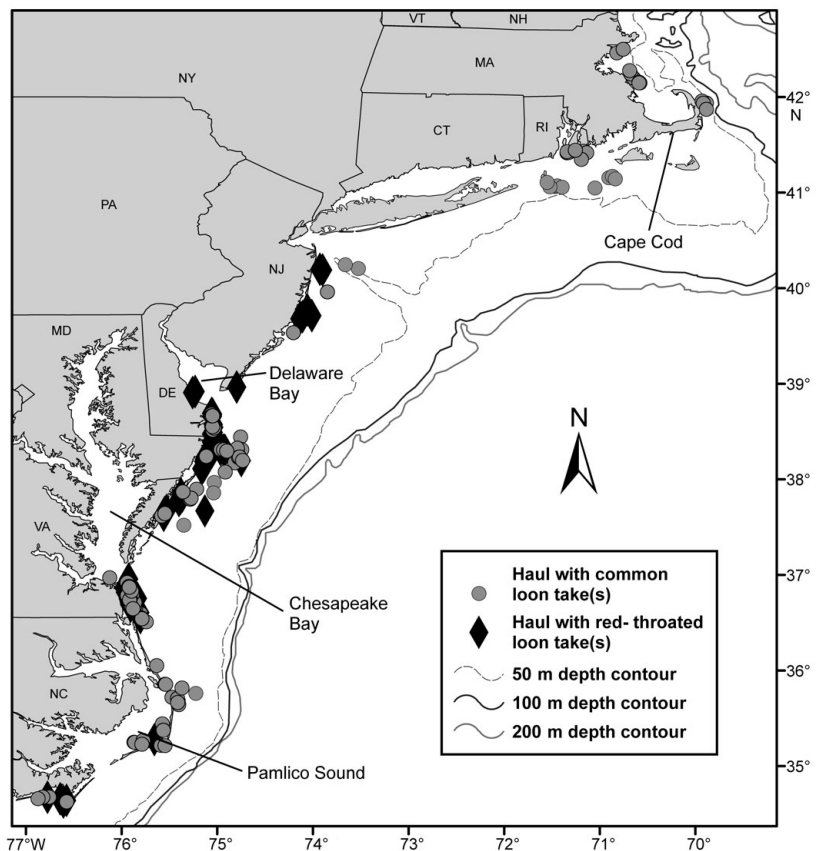 VT
NH
NY
MA
42°
N
CT
RI
41°
PA
Cape Cod
NJ
40°
MD
Delaware
Bay
DE
39°
N
38°
VA
Haul with common
loon take(s)
37°
Chesapeake
Bay
Haul with red- throated
loon take(s)
36°
50 m depth contour
NC
100 m depth contour
200 m depth contour
Pamlico Sound
35°
77°W
76°
75°
74°
73°
72°
71°
70°